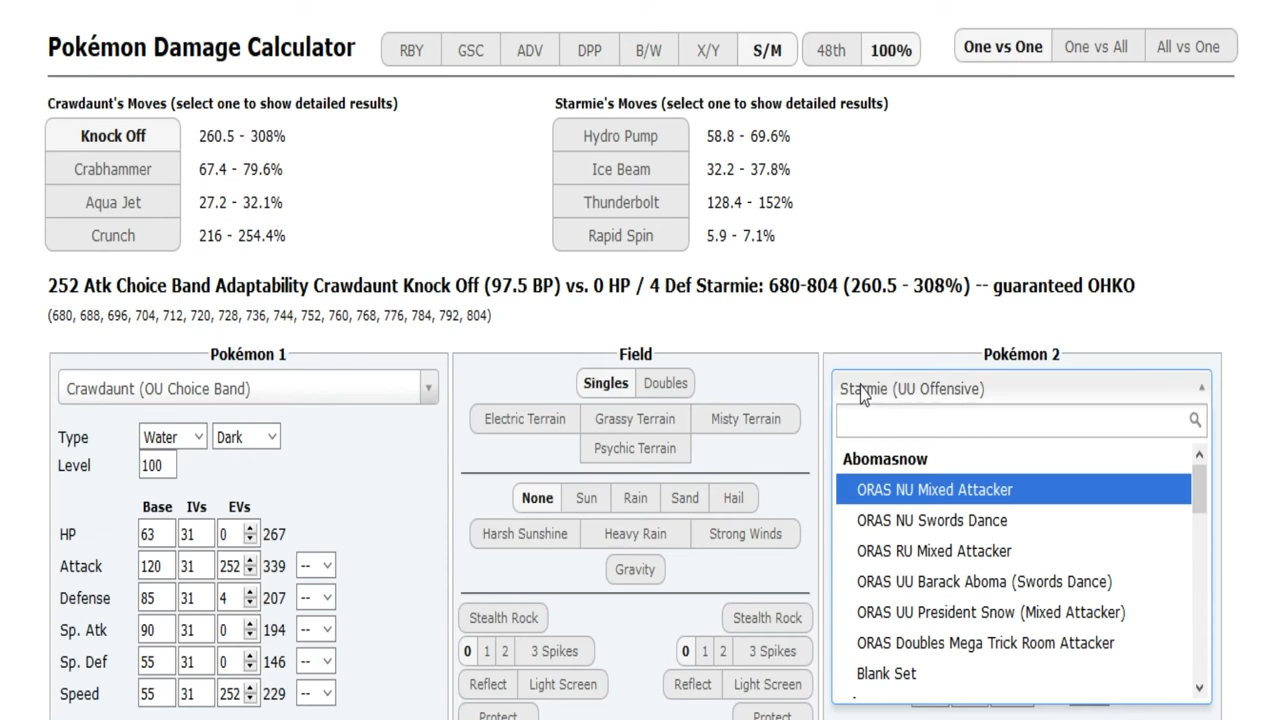 Pokémon Damage Calculator RBY GSC ADV DPP B/W X/Y S/M 48th 100% One vs One One vs All All vs One
Crawdaunt's Moves (select one to show detailed results) Starmie's Moves (select one to show detailed results)
Knock Off 260.5 - 308% Hydro Pump 58.8 - 69.6%
Crabhammer 67.4 - 79.6% Ice Beam 32.2 - 37.8%
Aqua Jet 27.2 - 32.1% Thunderbolt 128.4 - 152%
Crunch 216 - 254.4% Rapid Spin 5.9 - 7.1%
252 Atk Choice Band Adaptability Crawdaunt Knock Off (97.5 BP) vs. 0 HP / 4 Def Starmie: 680-804 (260.5 - 308%) -- guaranteed OHKO
(680, 688, 696, 704, 712, 720, 728, 736, 744, 752, 760, 768, 776, 784, 792, 804)
Pokémon 1
Crawdaunt (OU Choice Band)
Type Water Dark
Level 100
Base IVs EVs
HP 63 31 0 267
Attack 120 31 252 339 --
Defense 85 31 4 207 --
Sp. Atk 90 31 0 194 --
Sp. Def 55 31 0 146 --
Speed 55 31 252 229 --
Field
Singles Doubles
Electric Terrain Grassy Terrain Misty Terrain
Psychic Terrain
None Sun Rain Sand Hail
Harsh Sunshine Heavy Rain Strong Winds
Gravity
Stealth Rock Stealth Rock
0 1 2 3 Spikes 0 1 2 3 Spikes
Reflect Light Screen Reflect Light Screen
Protect Protect
Pokémon 2
Starmie (UU Offensive)
Abomasnow
ORAS NU Mixed Attacker
ORAS NU Swords Dance
ORAS RU Mixed Attacker
ORAS UU Barack Aboma (Swords Dance)
ORAS UU President Snow (Mixed Attacker)
ORAS Doubles Mega Trick Room Attacker
Blank Set